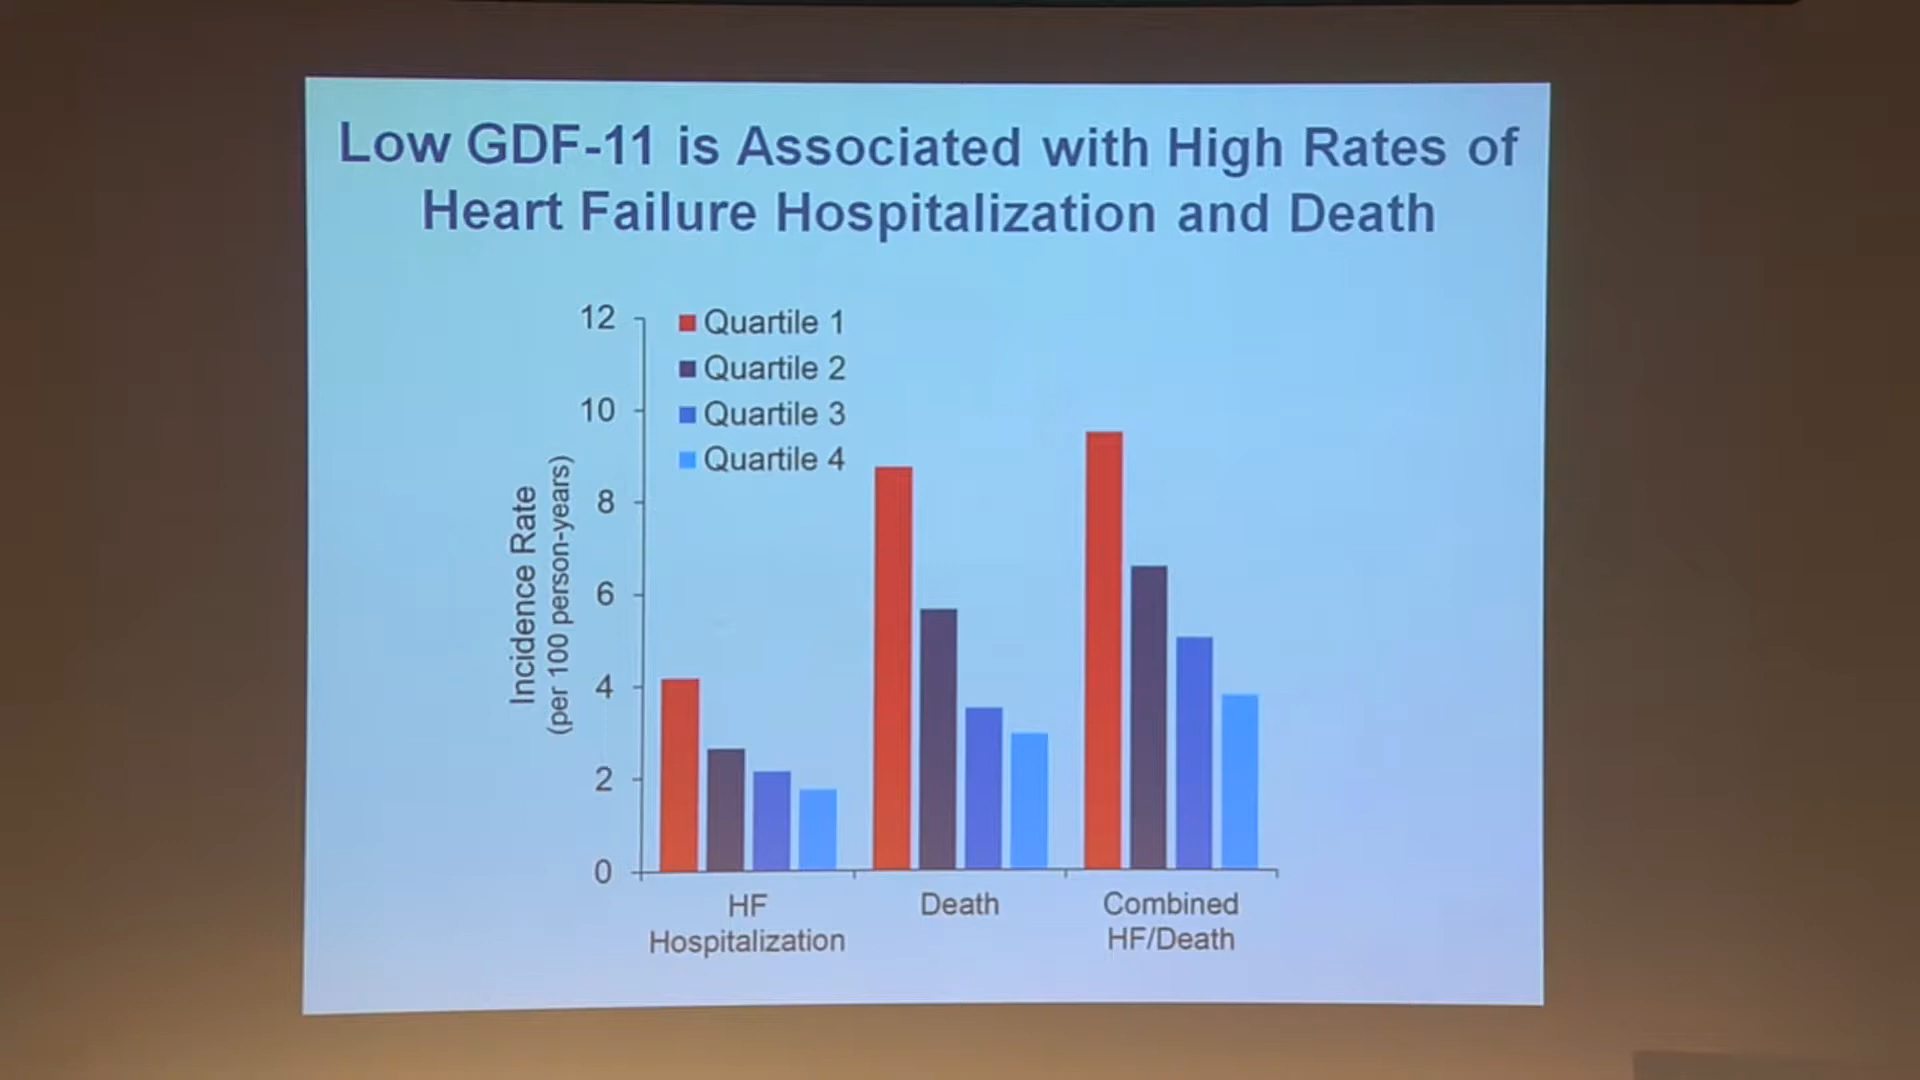 Low GDF-11 is Associated with High Rates of
Heart Failure Hospitalization and Death
12
10
8
6
4
2
0
Incidence Rate
(per 100 person-years)
Quartile 1
Quartile 2
Quartile 3
Quartile 4
HF
Hospitalization
Death
Combined
HF/Death